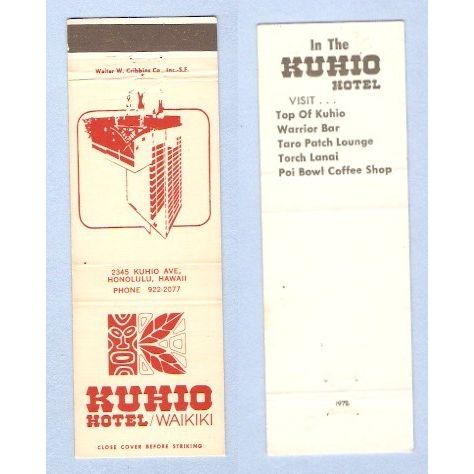 Walter W. Cribbins Co., Inc.-S.F.
2345 KUHIO AVE,
HONOLULU, HAWAII
PHONE 922-2077
KUHIO
HOTEL/WAIKIKI
CLOSE COVER BEFORE STRIKING
In The
KUHIO
HOTEL
VISIT . . .
Top Of Kuhio
Warrior Bar
Taro Patch Lounge
Torch Lanai
Poi Bowl Coffee Shop